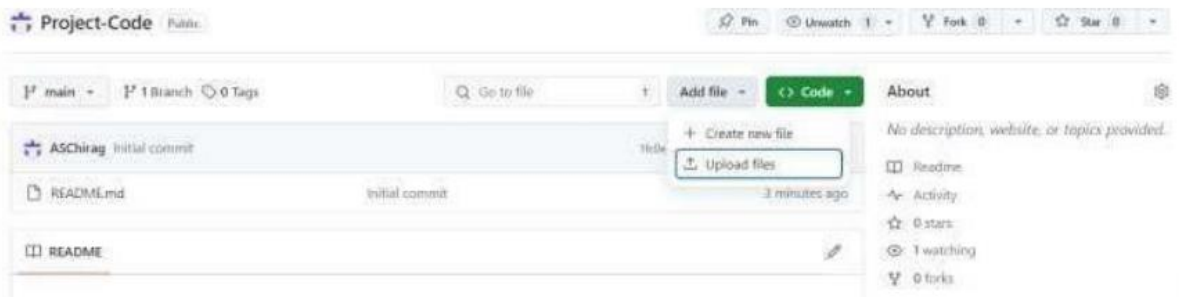 Project-Code Public
Pin Unwatch 1 Fork 0 Star 0
main 1 Branch 0 Tags Go to file t Add file Code
About
No description, website, or topics provided.
Create new file
Upload files
ASChirag Initial commit
README.md Initial commit 3 minutes ago
Readme
Activity
0 stars
1 watching
0 forks
README